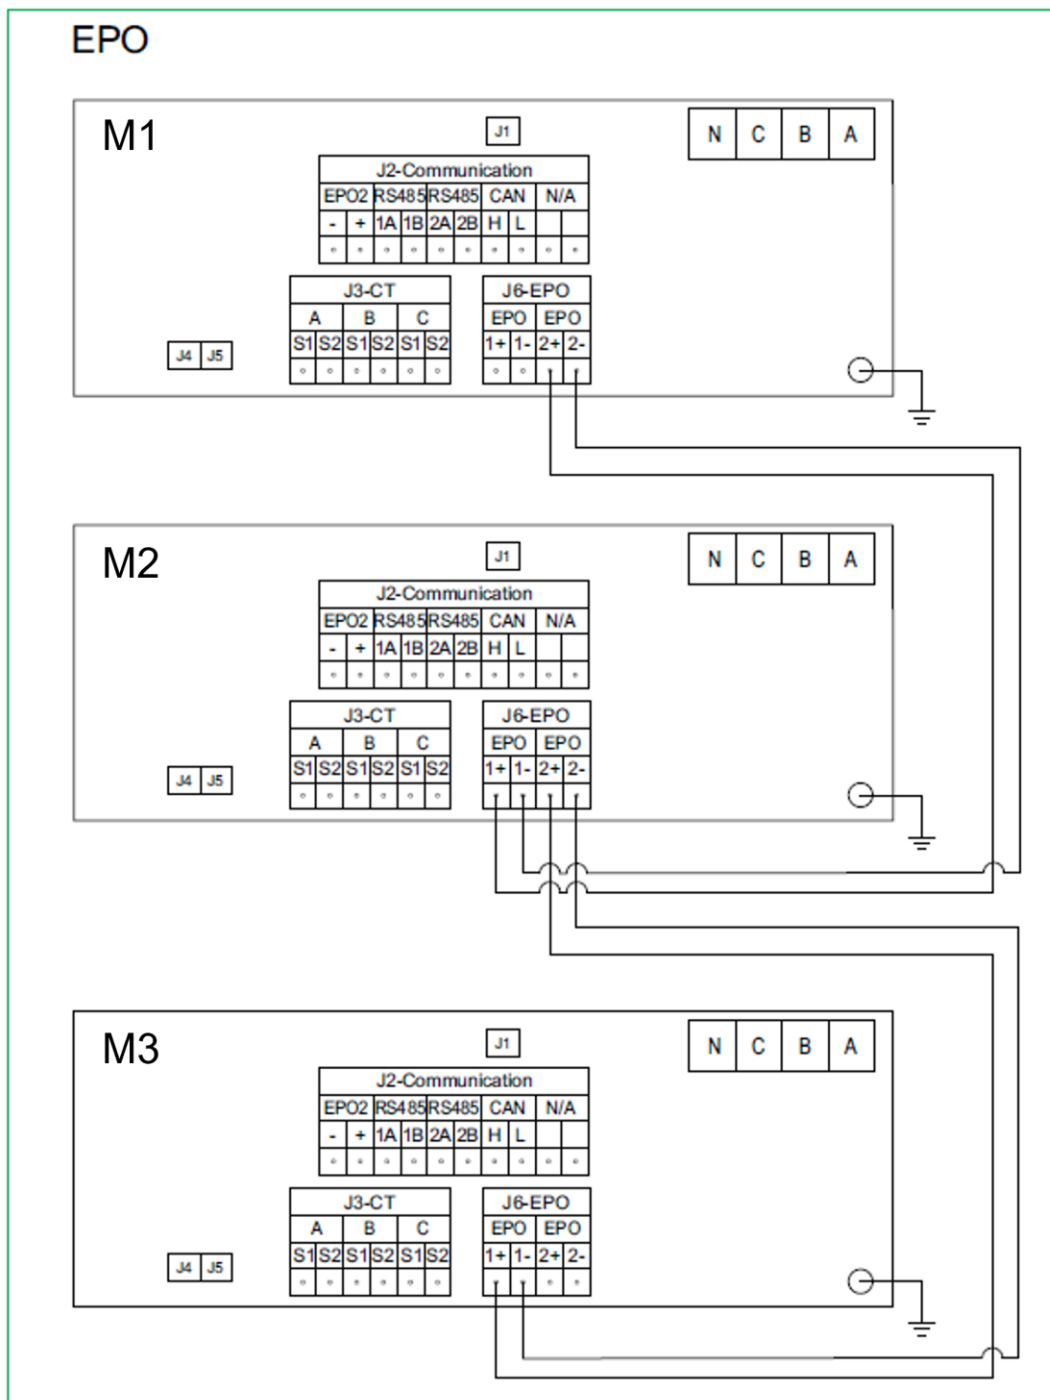 EPO
M1
J1
N C B A
J2-Communication
EPO2 RS485 RS485 CAN N/A
- + 1A 1B 2A 2B H L
J3-CT J6-EPO
A B C EPO EPO
S1 S2 S1 S2 S1 S2 1+ 1- 2+ 2-
J4 J5
M2
J1
N C B A
J2-Communication
EPO2 RS485 RS485 CAN N/A
- + 1A 1B 2A 2B H L
J3-CT J6-EPO
A B C EPO EPO
S1 S2 S1 S2 S1 S2 1+ 1- 2+ 2-
J4 J5
M3
J1
N C B A
J2-Communication
EPO2 RS485 RS485 CAN N/A
- + 1A 1B 2A 2B H L
J3-CT J6-EPO
A B C EPO EPO
S1 S2 S1 S2 S1 S2 1+ 1- 2+ 2-
J4 J5